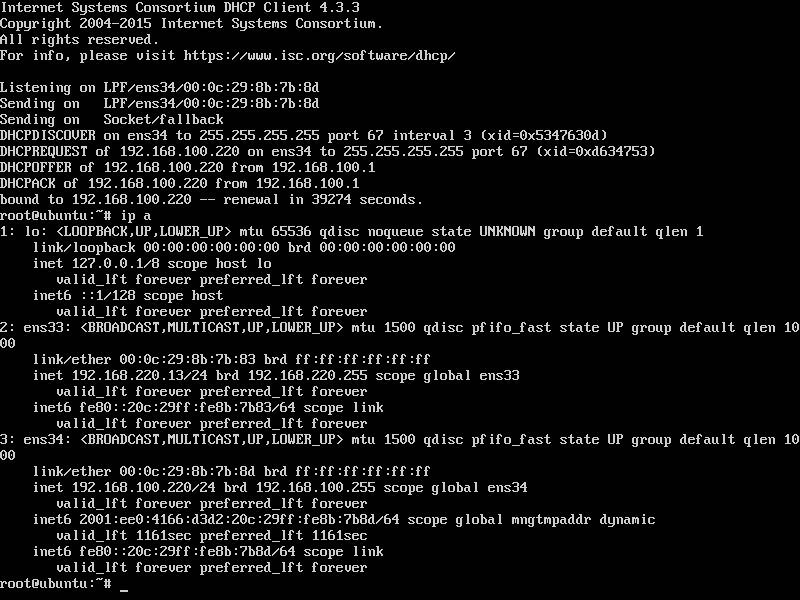 Internet Systems Consortium DHCP Client 4.3.3
Copyright 2004-2015 Internet Systems Consortium.
All rights reserved.
For info, please visit https://www.isc.org/software/dhcp/

Listening on LPF/ens34/00:0c:29:8b:7b:8d
Sending on   LPF/ens34/00:0c:29:8b:7b:8d
Sending on   Socket/fallback
DHCPDISCOVER on ens34 to 255.255.255.255 port 67 interval 3 (xid=0x5347630d)
DHCPREQUEST of 192.168.100.220 on ens34 to 255.255.255.255 port 67 (xid=0xd634753)
DHCPOFFER of 192.168.100.220 from 192.168.100.1
DHCPACK of 192.168.100.220 from 192.168.100.1
bound to 192.168.100.220 -- renewal in 39274 seconds.
root@ubuntu:~# ip a
1: lo: <LOOPBACK,UP,LOWER_UP> mtu 65536 qdisc noqueue state UNKNOWN group default qlen 1
    link/loopback 00:00:00:00:00:00 brd 00:00:00:00:00:00
    inet 127.0.0.1/8 scope host lo
       valid_lft forever preferred_lft forever
    inet6 ::1/128 scope host
       valid_lft forever preferred_lft forever
2: ens33: <BROADCAST,MULTICAST,UP,LOWER_UP> mtu 1500 qdisc pfifo_fast state UP group default qlen 10
00
    link/ether 00:0c:29:8b:7b:83 brd ff:ff:ff:ff:ff:ff
    inet 192.168.220.13/24 brd 192.168.220.255 scope global ens33
       valid_lft forever preferred_lft forever
    inet6 fe80::20c:29ff:fe8b:7b83/64 scope link
       valid_lft forever preferred_lft forever
3: ens34: <BROADCAST,MULTICAST,UP,LOWER_UP> mtu 1500 qdisc pfifo_fast state UP group default qlen 10
00
    link/ether 00:0c:29:8b:7b:8d brd ff:ff:ff:ff:ff:ff
    inet 192.168.100.220/24 brd 192.168.100.255 scope global ens34
       valid_lft forever preferred_lft forever
    inet6 2001:ee0:4166:d3d2:20c:29ff:fe8b:7b8d/64 scope global mngtmpaddr dynamic
       valid_lft 1161sec preferred_lft 1161sec
    inet6 fe80::20c:29ff:fe8b:7b8d/64 scope link
       valid_lft forever preferred_lft forever
root@ubuntu:~# _